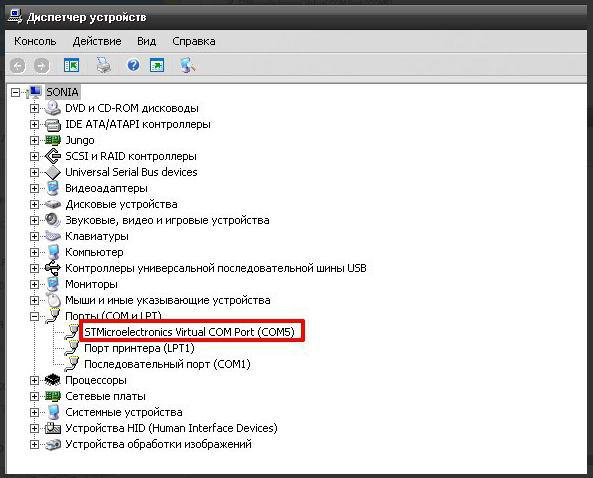 Диспетчер устройств
Консоль Действие Вид Справка
SONIA
DVD и CD-ROM дисководы
IDE ATA/ATAPI контроллеры
Jungo
SCSI и RAID контроллеры
Universal Serial Bus devices
Видеоадаптеры
Дисковые устройства
Звуковые, видео и игровые устройства
Клавиатуры
Компьютер
Контроллеры универсальной последовательной шины USB
Мониторы
Мыши и иные указывающие устройства
Порты (COM и LPT)
STMicroelectronics Virtual COM Port (COM5)
Порт принтера (LPT1)
Последовательный порт (COM1)
Процессоры
Сетевые платы
Системные устройства
Устройства HID (Human Interface Devices)
Устройства обработки изображений